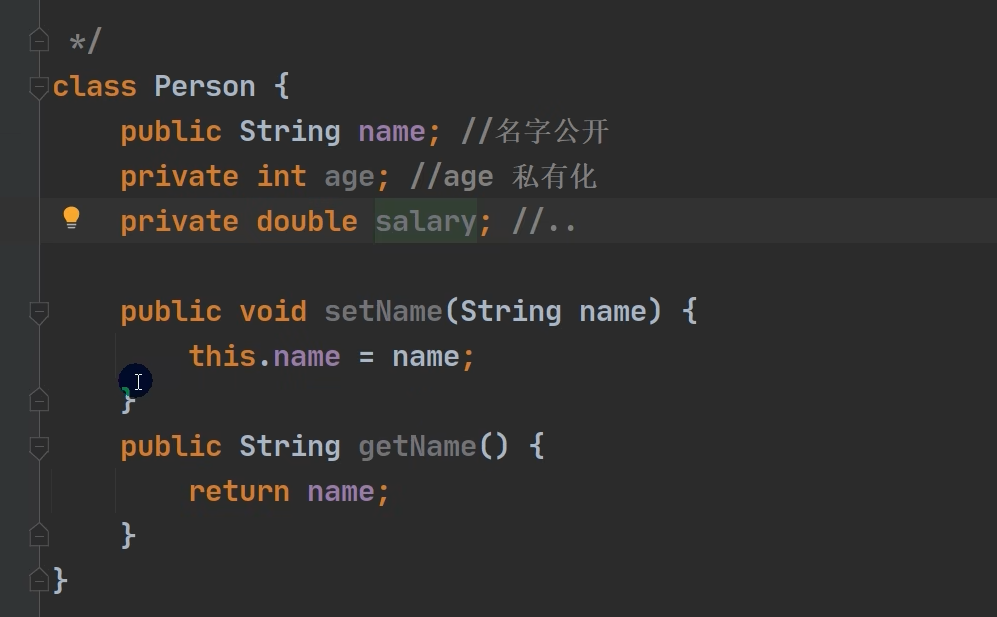 */
class Person {
public String name; //名字公开
private int age; //age 私有化
private double salary; //..
public void setName(String name) {
this.name = name;
}
public String getName() {
return name;
}
}